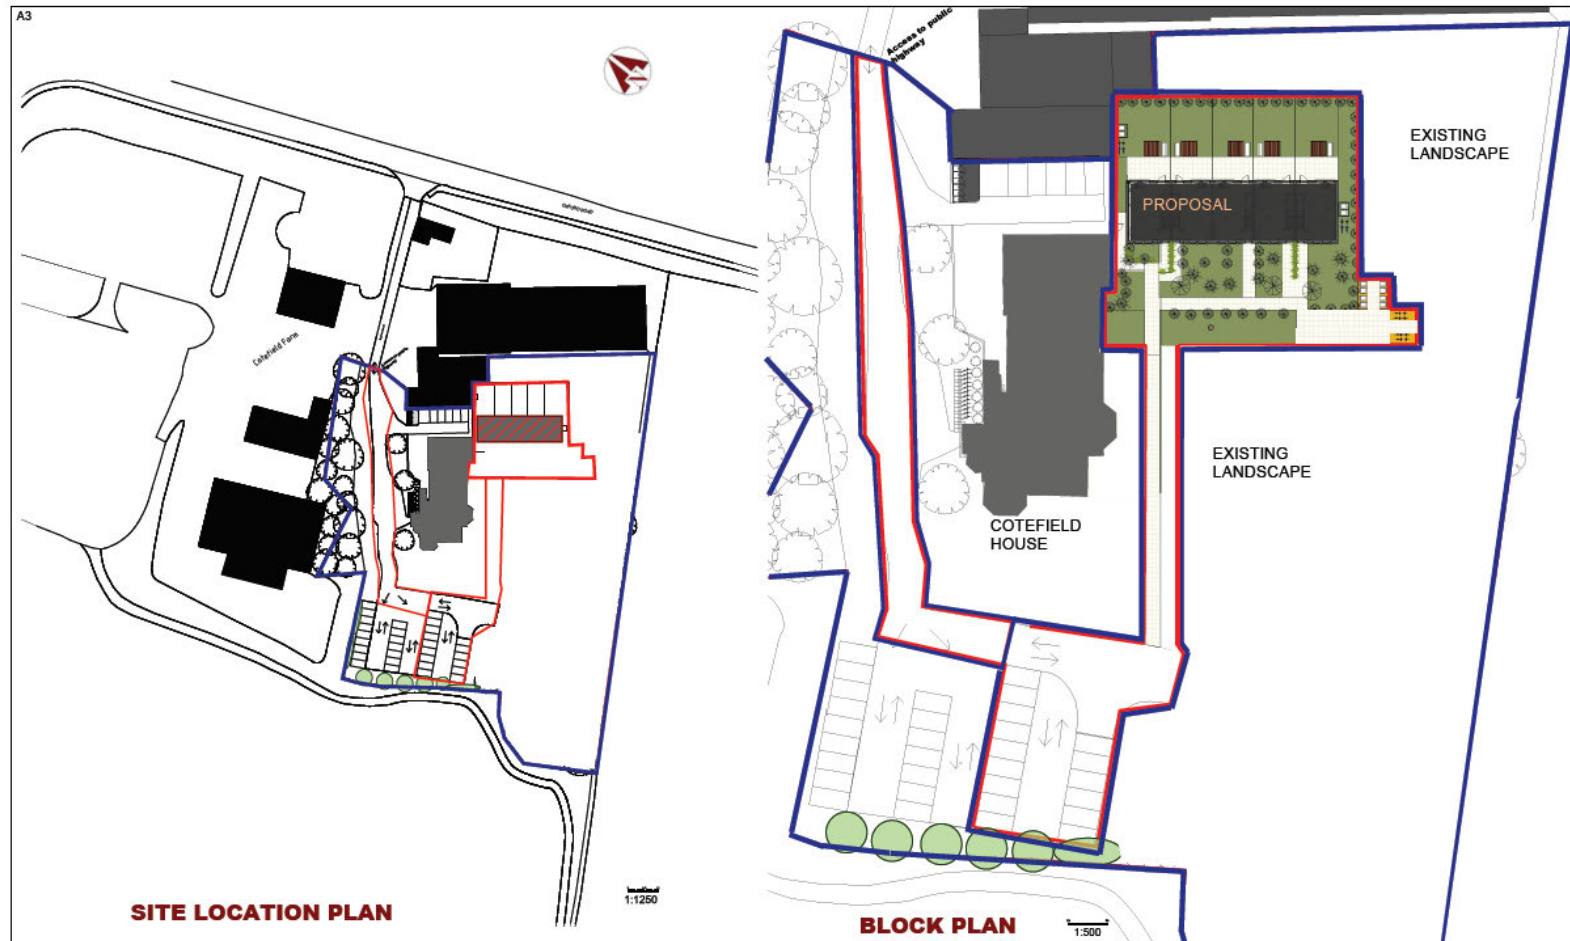 A3
Cotefield Farm
1:1250
SITE LOCATION PLAN
Access to public
highway
EXISTING
LANDSCAPE
PROPOSAL
EXISTING
LANDSCAPE
COTEFIELD
HOUSE
BLOCK PLAN
1:500